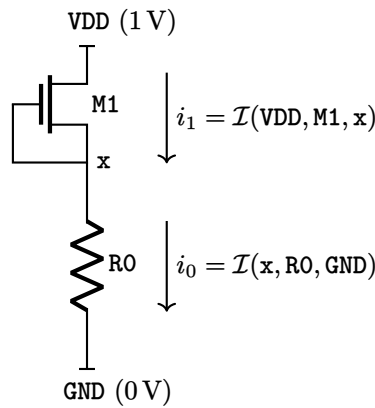 VDD (1 V)
M1
i₁ = ℐ(VDD, M1, x)
x
R0
i₀ = ℐ(x, R0, GND)
GND (0 V)